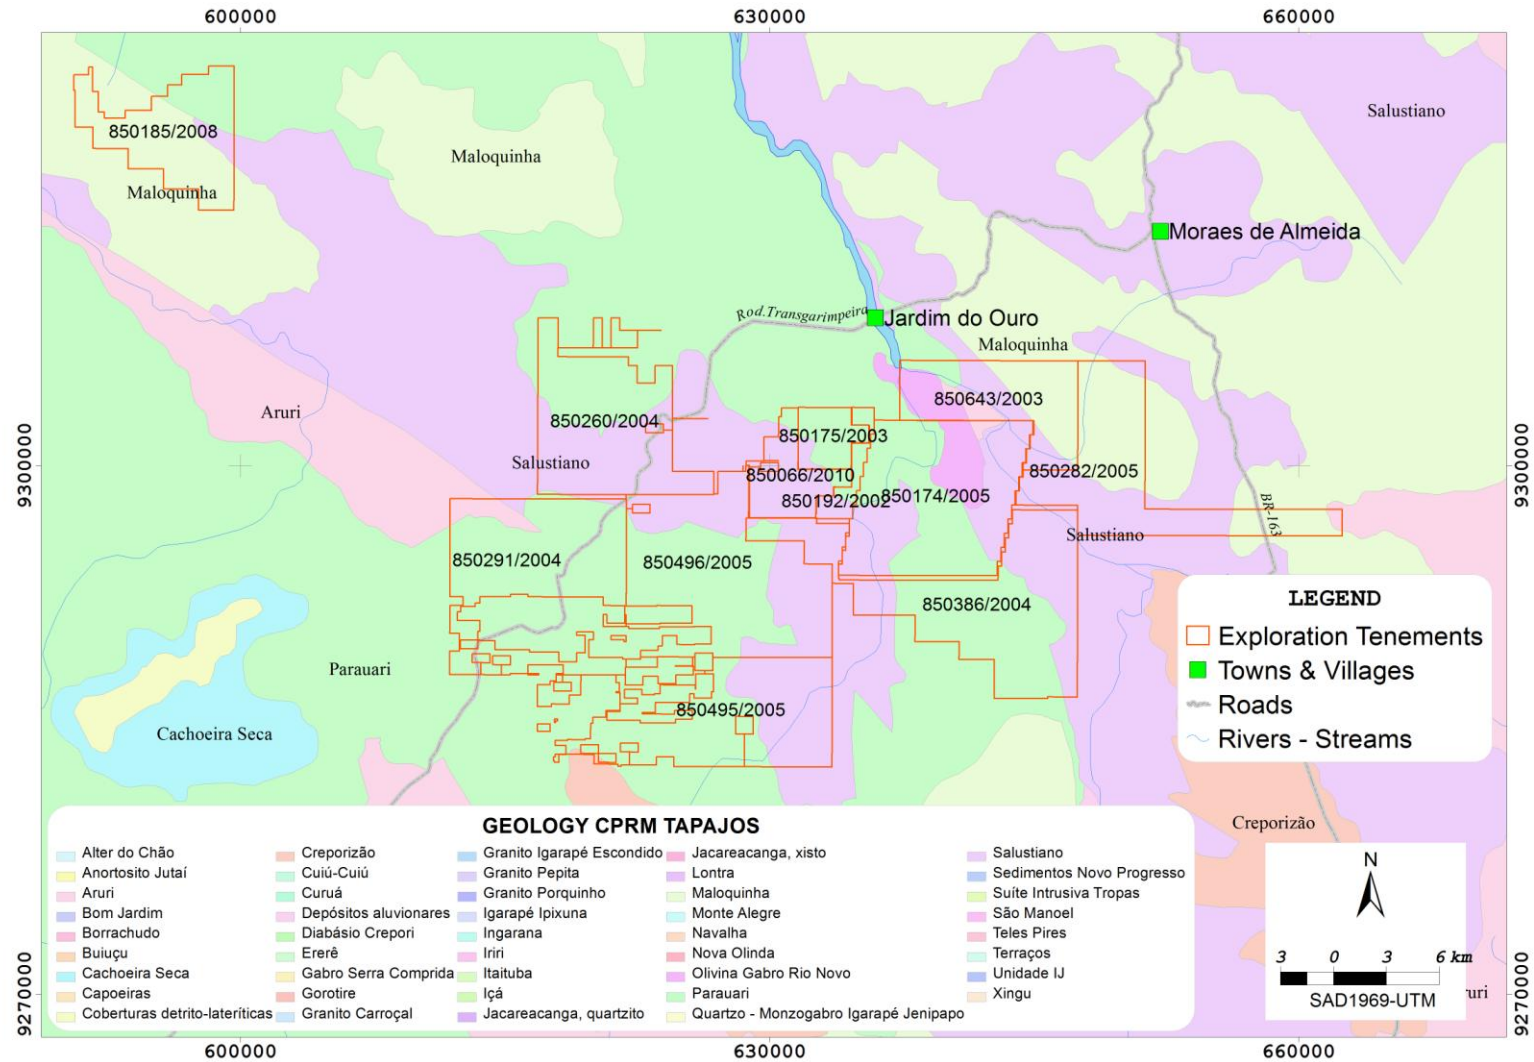 600000
630000
660000
Salustiano
850185/2008
Maloquinha
Maloquinha
Moraes de Almeida
Rod.Transgarimpeira
Jardim do Ouro
Maloquinha
850643/2003
Aruri
850260/2004
850175/2003
Salustiano
850066/2010
850282/2005
850192/2002
850174/2005
9300000
9300000
BR-163
Salustiano
850291/2004
850496/2005
850386/2004
LEGEND
Exploration Tenements
Towns & Villages
Roads
Rivers - Streams
Parauari
850495/2005
Cachoeira Seca
Creporizão
GEOLOGY CPRM TAPAJOS
Alter do Chão
Anortosito Jutaí
Aruri
Bom Jardim
Borrachudo
Buiuçu
Cachoeira Seca
Capoeiras
Coberturas detrito-lateríticas
Creporizão
Cuiú-Cuiú
Curuá
Depósitos aluvionares
Diabásio Crepori
Ererê
Gabro Serra Comprida
Gorotire
Granito Carroçal
Granito Igarapé Escondido
Granito Pepita
Granito Porquinho
Igarapé Ipixuna
Ingarana
Iriri
Itaituba
Içá
Jacareacanga, quartzito
Jacareacanga, xisto
Lontra
Maloquinha
Monte Alegre
Navalha
Nova Olinda
Olivina Gabro Rio Novo
Parauari
Quartzo - Monzogabro Igarapé Jenipapo
Salustiano
Sedimentos Novo Progresso
Suíte Intrusiva Tropas
São Manoel
Teles Pires
Terraços
Unidade IJ
Xingu
N
3 0 3 6 km
SAD1969-UTM
ruri
9270000
9270000
600000
630000
660000